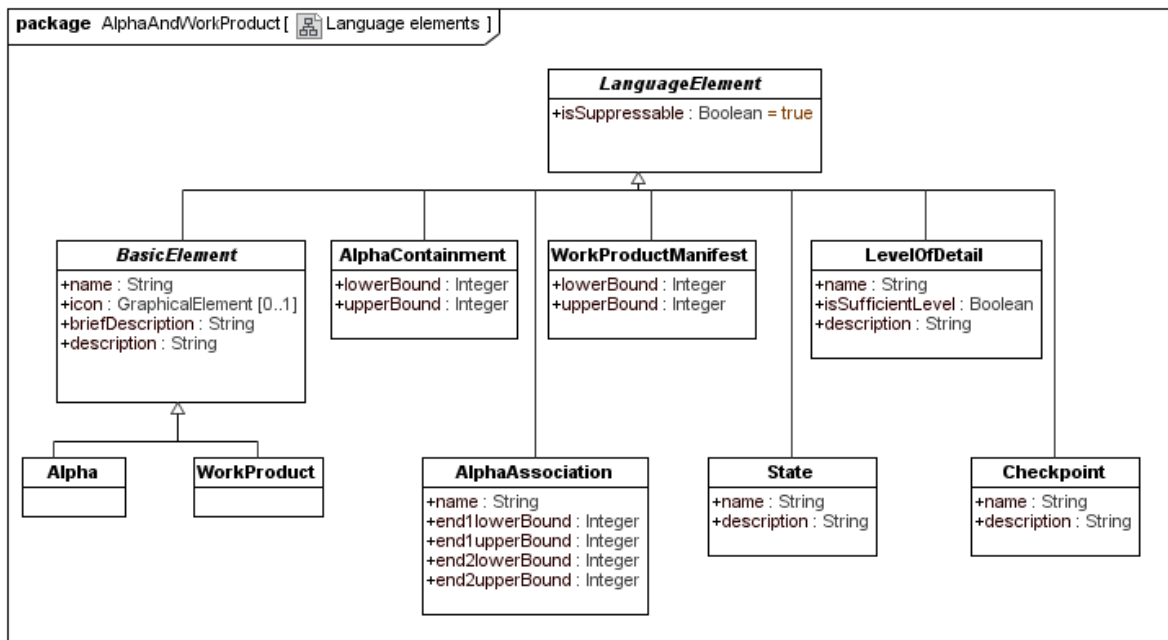 package AlphaAndWorkProduct [ Language elements ]
LanguageElement
+isSuppressable : Boolean = true
BasicElement
+name : String
+icon : GraphicalElement [0..1]
+briefDescription : String
+description : String
AlphaContainment
+lowerBound : Integer
+upperBound : Integer
WorkProductManifest
+lowerBound : Integer
+upperBound : Integer
LevelOfDetail
+name : String
+isSufficientLevel : Boolean
+description : String
Alpha
WorkProduct
AlphaAssociation
+name : String
+end1lowerBound : Integer
+end1upperBound : Integer
+end2lowerBound : Integer
+end2upperBound : Integer
State
+name : String
+description : String
Checkpoint
+name : String
+description : String